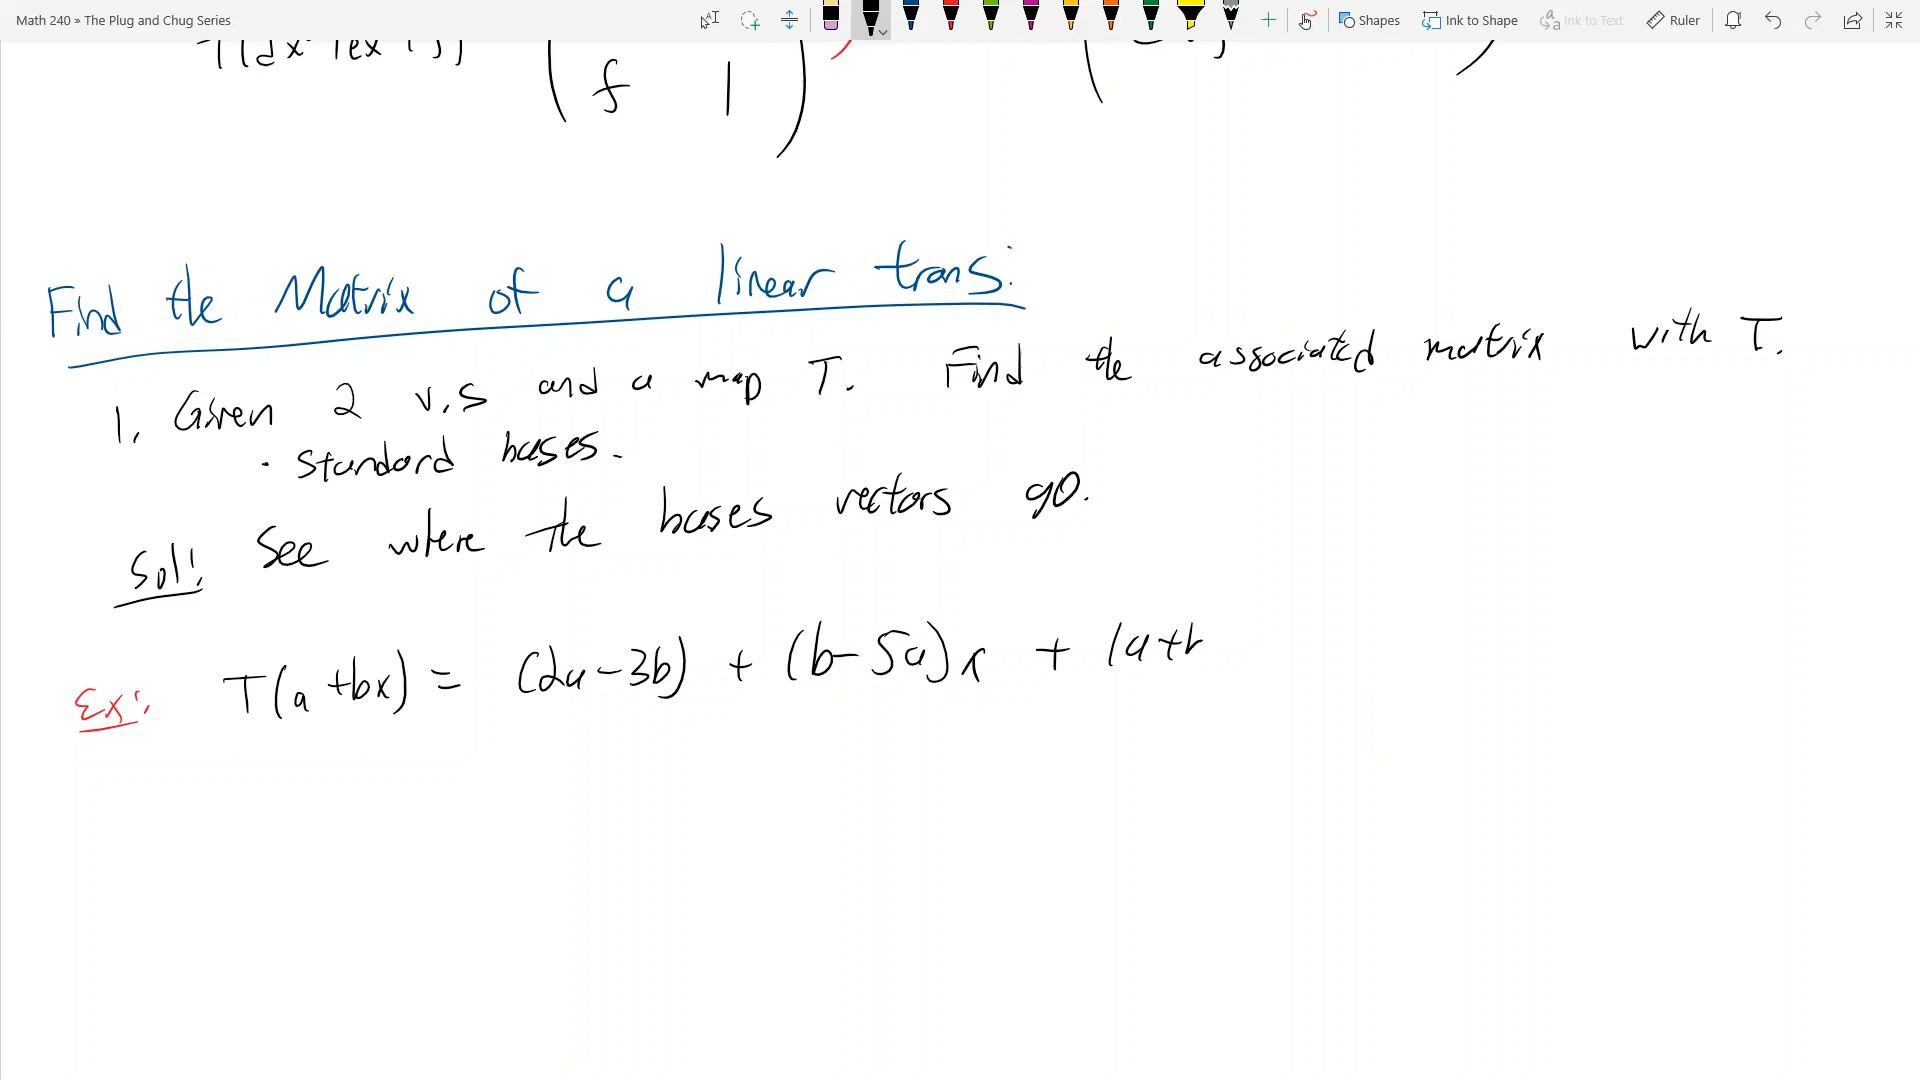 Math 240 » The Plug and Chug Series
Shapes Ink to Shape Ink to Text Ruler
f 1
Find the Matrix of a linear trans:
1. Given 2 v.s and a map T. Find the associated matrix with T.
· Standard bases.
Sol: See where the bases vectors go.
Ex: T(a+bx) = (2a-3b) + (b-5a)x + (a+b